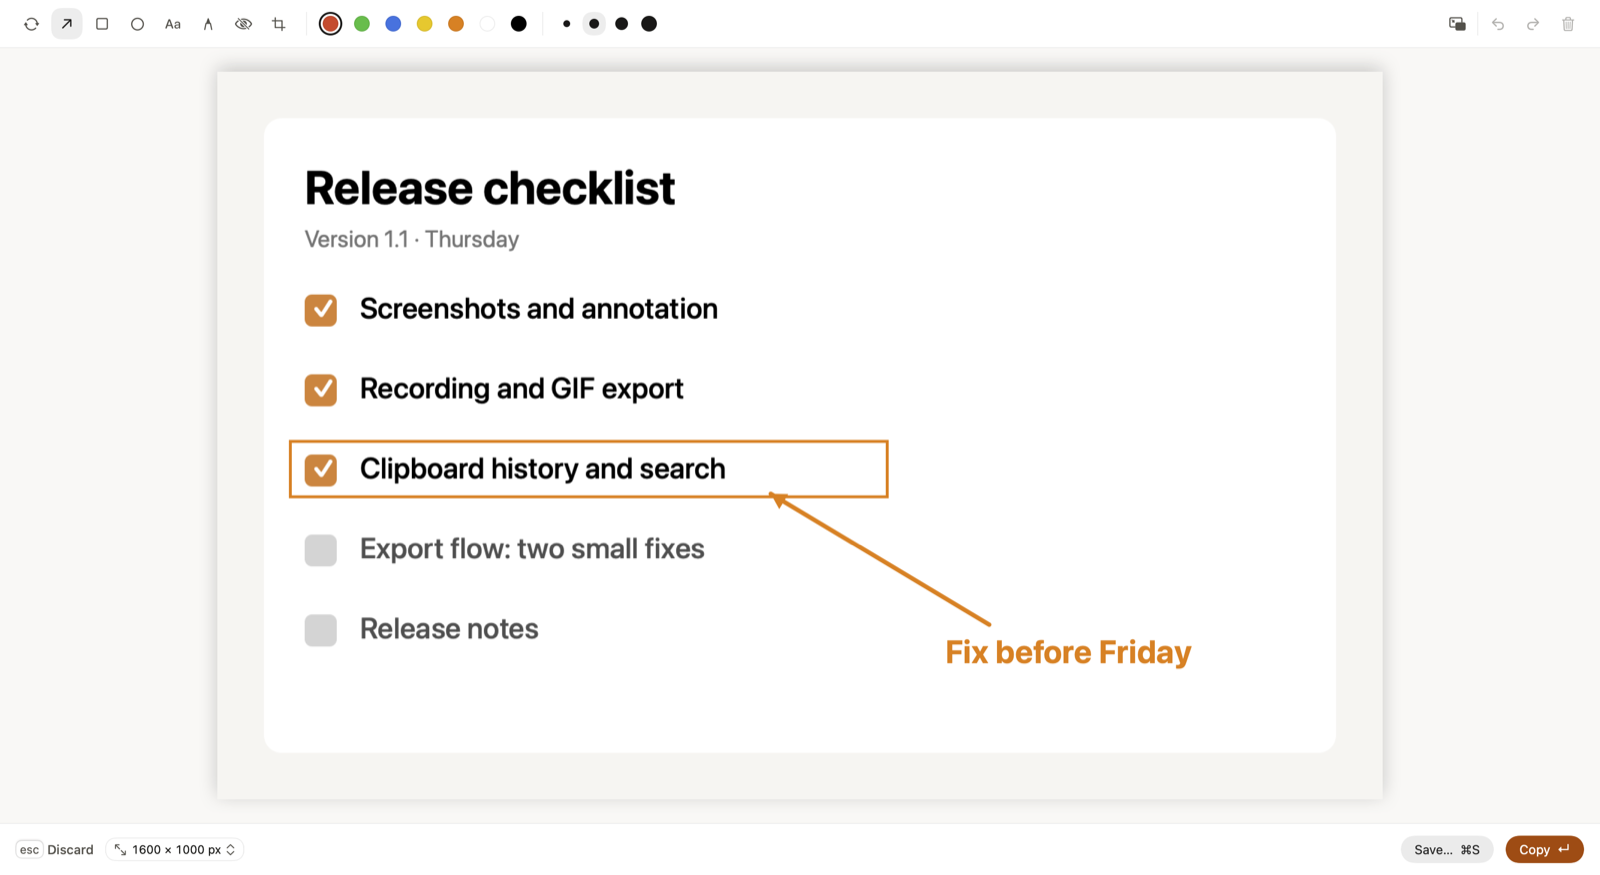 Aa
Release checklist
Version 1.1 · Thursday
Screenshots and annotation
Recording and GIF export
Clipboard history and search
Export flow: two small fixes
Release notes
Fix before Friday
esc Discard 1600 × 1000 px Save... ⌘S Copy ↵